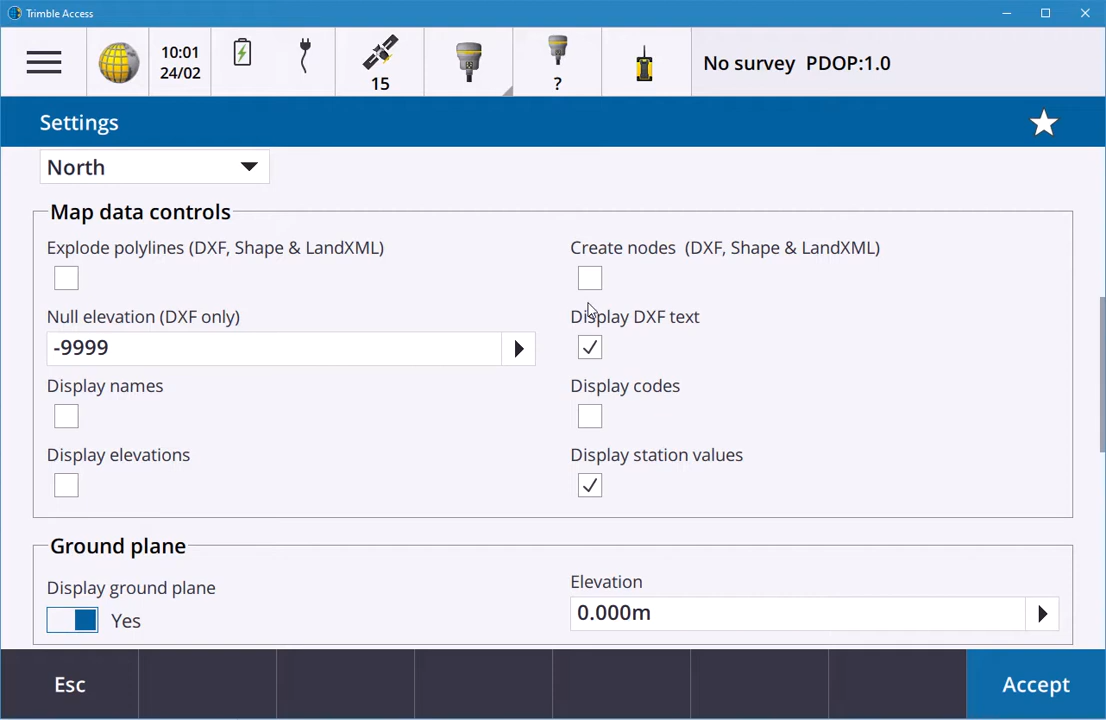 Trimble Access
10:01
24/02
15
?
No survey PDOP:1.0
Settings
North
Map data controls
Explode polylines (DXF, Shape & LandXML)
Create nodes (DXF, Shape & LandXML)
Null elevation (DXF only)
Display DXF text
-9999
Display names
Display codes
Display elevations
Display station values
Ground plane
Display ground plane
Elevation
Yes
0.000m
Esc
Accept